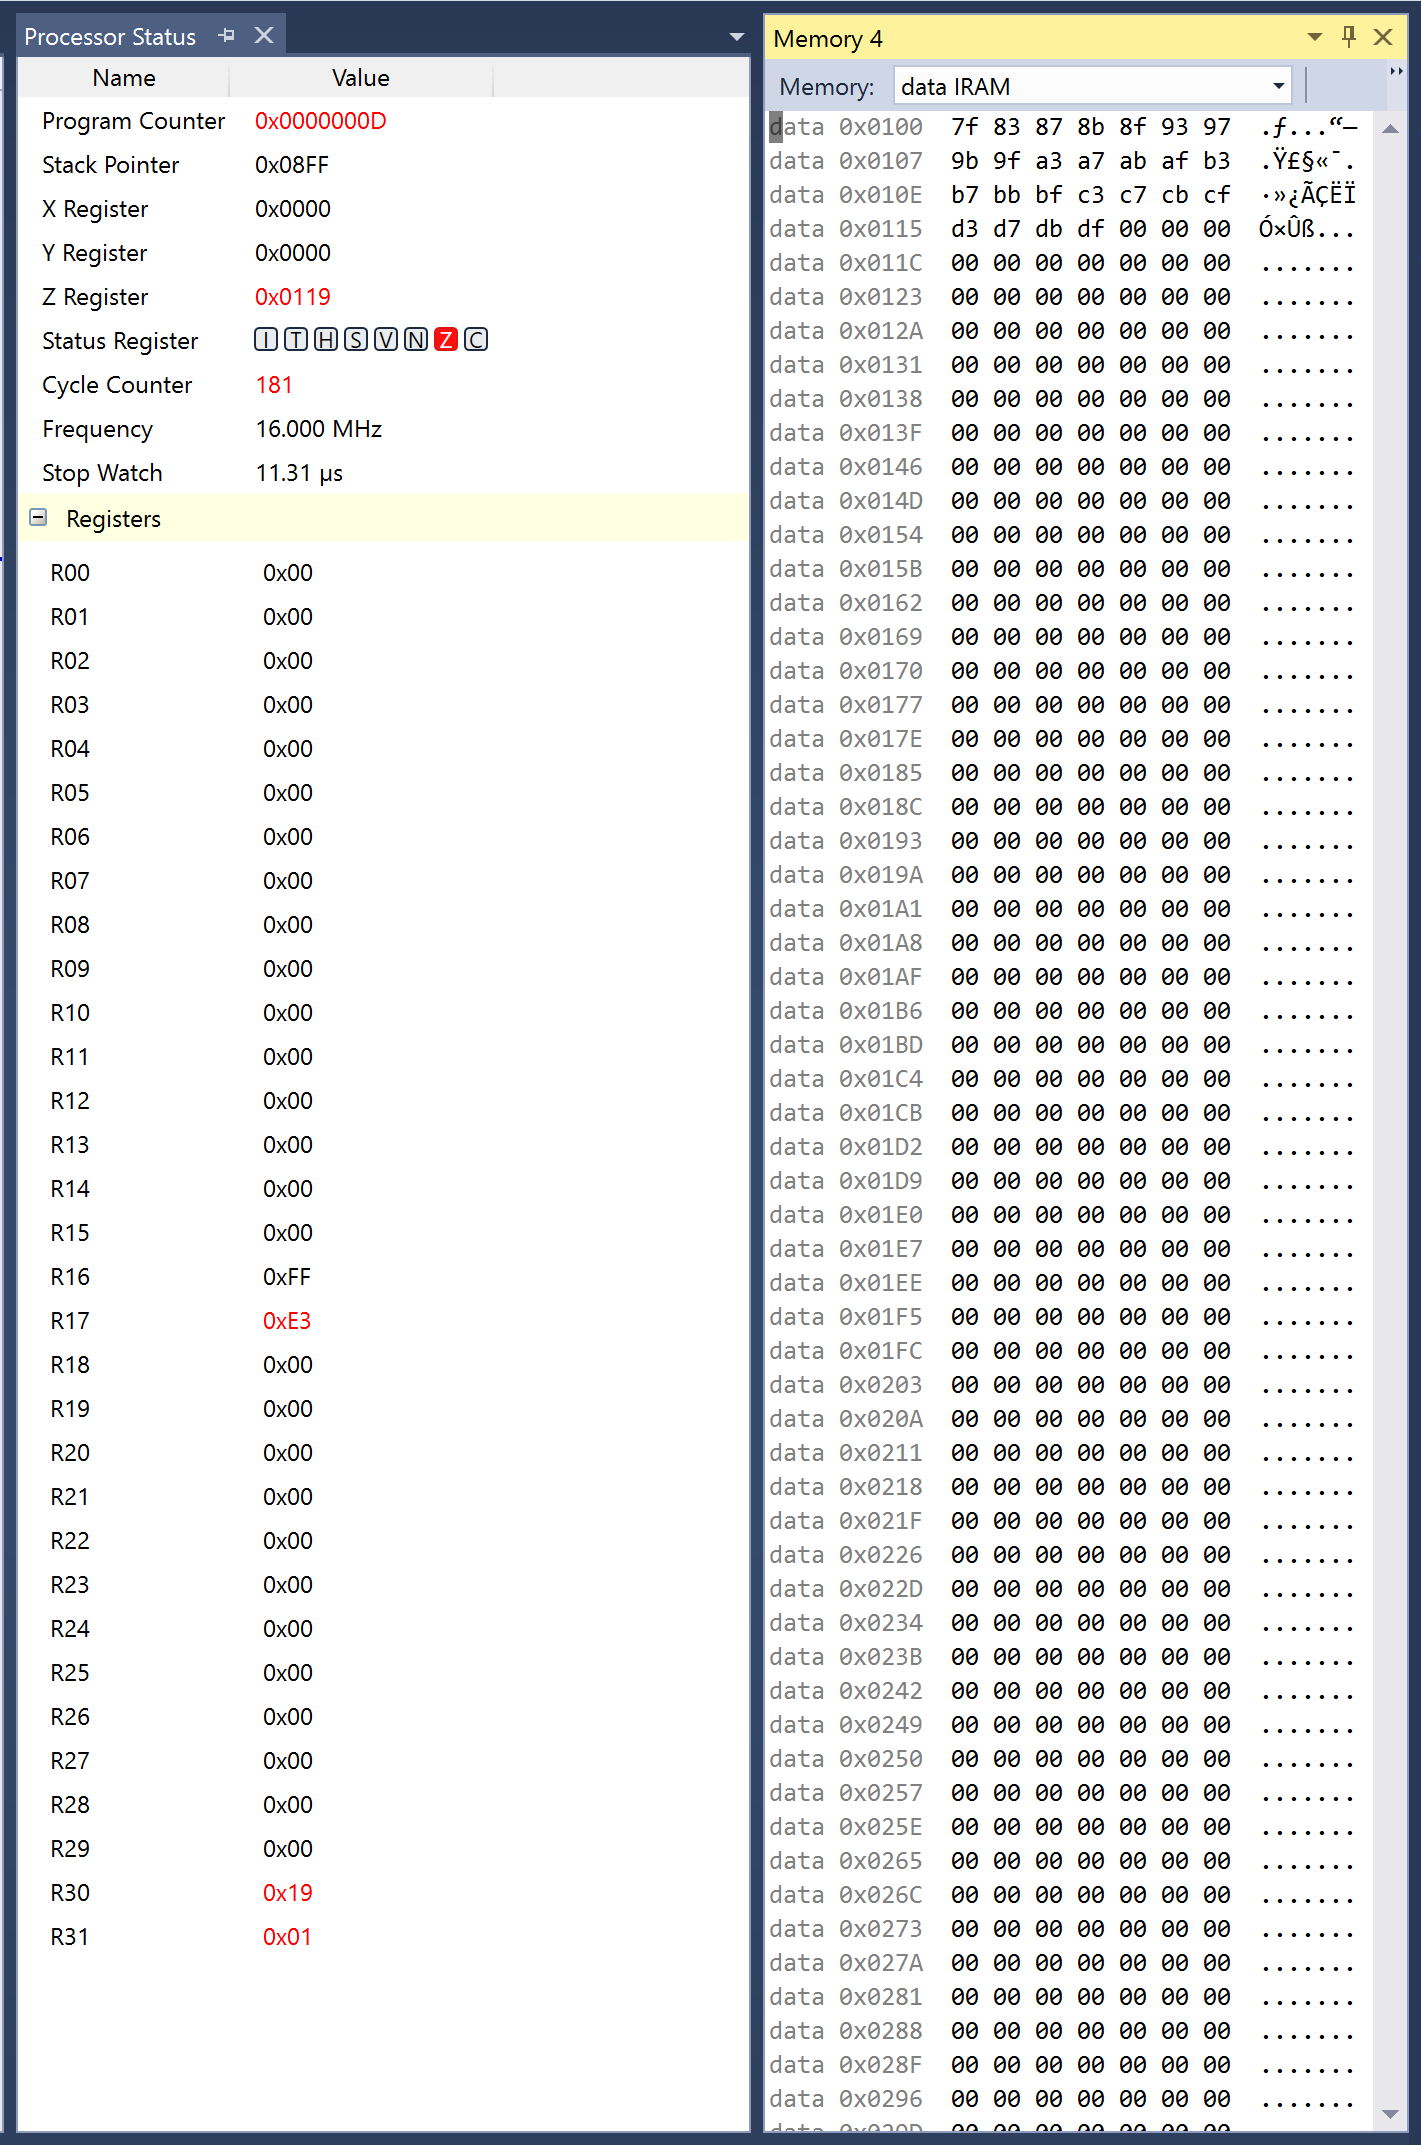 Processor Status
Name Value
Program Counter 0x0000000D
Stack Pointer 0x08FF
X Register 0x0000
Y Register 0x0000
Z Register 0x0119
Status Register I T H S V N Z C
Cycle Counter 181
Frequency 16.000 MHz
Stop Watch 11.31 µs
Registers
R00 0x00
R01 0x00
R02 0x00
R03 0x00
R04 0x00
R05 0x00
R06 0x00
R07 0x00
R08 0x00
R09 0x00
R10 0x00
R11 0x00
R12 0x00
R13 0x00
R14 0x00
R15 0x00
R16 0xFF
R17 0xE3
R18 0x00
R19 0x00
R20 0x00
R21 0x00
R22 0x00
R23 0x00
R24 0x00
R25 0x00
R26 0x00
R27 0x00
R28 0x00
R29 0x00
R30 0x19
R31 0x01
Memory 4
Memory: data IRAM
data 0x0100 7f 83 87 8b 8f 93 97 .ƒ...“—
data 0x0107 9b 9f a3 a7 ab af b3 .Ÿ£§«¯.
data 0x010E b7 bb bf c3 c7 cb cf ·»¿ÃÇËÏ
data 0x0115 d3 d7 db df 00 00 00 Ó×Ûß...
data 0x011C 00 00 00 00 00 00 00 .......
data 0x0123 00 00 00 00 00 00 00 .......
data 0x012A 00 00 00 00 00 00 00 .......
data 0x0131 00 00 00 00 00 00 00 .......
data 0x0138 00 00 00 00 00 00 00 .......
data 0x013F 00 00 00 00 00 00 00 .......
data 0x0146 00 00 00 00 00 00 00 .......
data 0x014D 00 00 00 00 00 00 00 .......
data 0x0154 00 00 00 00 00 00 00 .......
data 0x015B 00 00 00 00 00 00 00 .......
data 0x0162 00 00 00 00 00 00 00 .......
data 0x0169 00 00 00 00 00 00 00 .......
data 0x0170 00 00 00 00 00 00 00 .......
data 0x0177 00 00 00 00 00 00 00 .......
data 0x017E 00 00 00 00 00 00 00 .......
data 0x0185 00 00 00 00 00 00 00 .......
data 0x018C 00 00 00 00 00 00 00 .......
data 0x0193 00 00 00 00 00 00 00 .......
data 0x019A 00 00 00 00 00 00 00 .......
data 0x01A1 00 00 00 00 00 00 00 .......
data 0x01A8 00 00 00 00 00 00 00 .......
data 0x01AF 00 00 00 00 00 00 00 .......
data 0x01B6 00 00 00 00 00 00 00 .......
data 0x01BD 00 00 00 00 00 00 00 .......
data 0x01C4 00 00 00 00 00 00 00 .......
data 0x01CB 00 00 00 00 00 00 00 .......
data 0x01D2 00 00 00 00 00 00 00 .......
data 0x01D9 00 00 00 00 00 00 00 .......
data 0x01E0 00 00 00 00 00 00 00 .......
data 0x01E7 00 00 00 00 00 00 00 .......
data 0x01EE 00 00 00 00 00 00 00 .......
data 0x01F5 00 00 00 00 00 00 00 .......
data 0x01FC 00 00 00 00 00 00 00 .......
data 0x0203 00 00 00 00 00 00 00 .......
data 0x020A 00 00 00 00 00 00 00 .......
data 0x0211 00 00 00 00 00 00 00 .......
data 0x0218 00 00 00 00 00 00 00 .......
data 0x021F 00 00 00 00 00 00 00 .......
data 0x0226 00 00 00 00 00 00 00 .......
data 0x022D 00 00 00 00 00 00 00 .......
data 0x0234 00 00 00 00 00 00 00 .......
data 0x023B 00 00 00 00 00 00 00 .......
data 0x0242 00 00 00 00 00 00 00 .......
data 0x0249 00 00 00 00 00 00 00 .......
data 0x0250 00 00 00 00 00 00 00 .......
data 0x0257 00 00 00 00 00 00 00 .......
data 0x025E 00 00 00 00 00 00 00 .......
data 0x0265 00 00 00 00 00 00 00 .......
data 0x026C 00 00 00 00 00 00 00 .......
data 0x0273 00 00 00 00 00 00 00 .......
data 0x027A 00 00 00 00 00 00 00 .......
data 0x0281 00 00 00 00 00 00 00 .......
data 0x0288 00 00 00 00 00 00 00 .......
data 0x028F 00 00 00 00 00 00 00 .......
data 0x0296 00 00 00 00 00 00 00 .......